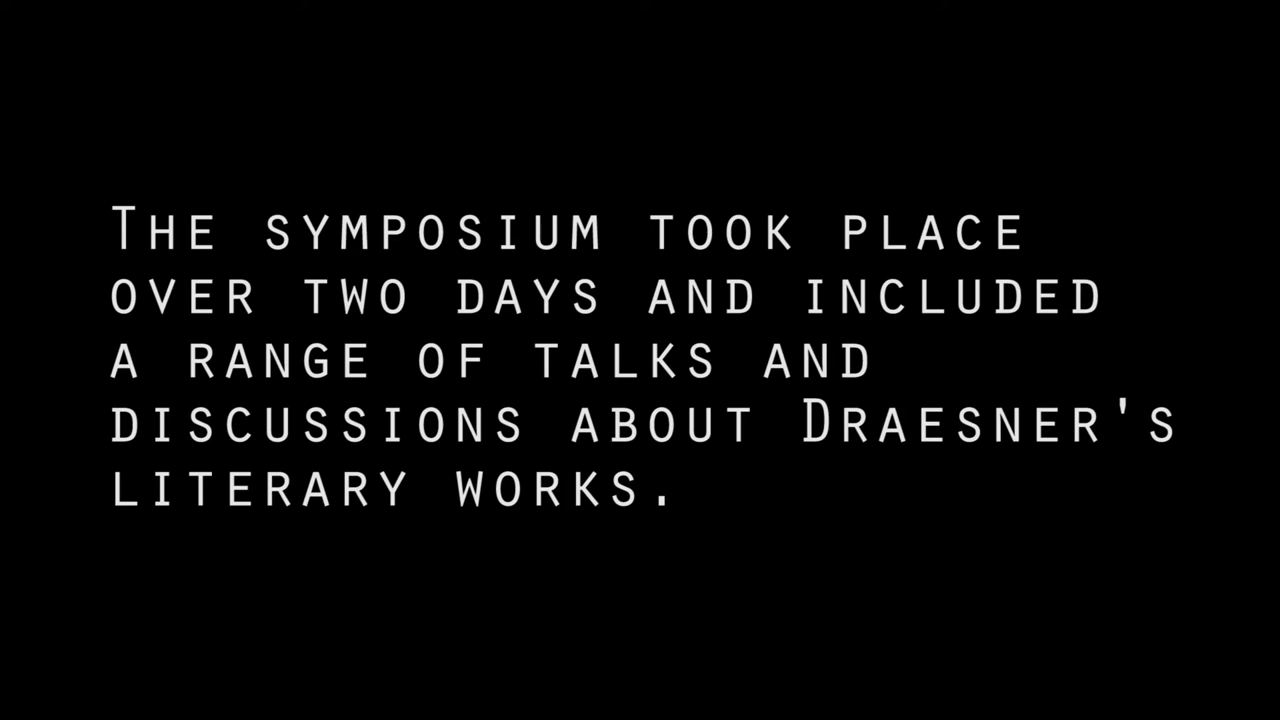 The symposium took place
over two days and included
a range of talks and
discussions about Draesner's
literary works.